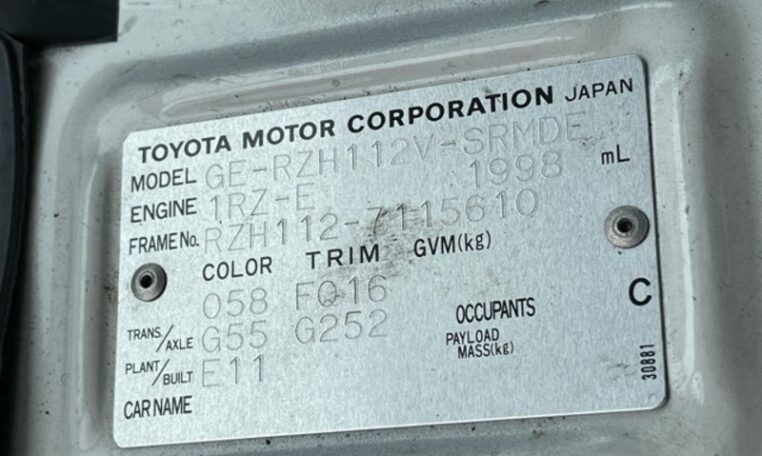 TOYOTA MOTOR CORPORATION JAPAN
MODEL GE-RZH112V-SRMDE
ENGINE 1RZ-E 1998 mL
FRAME No. RZH112-7115610
COLOR TRIM GVM(kg)
058 FQ16
TRANS./AXLE G55 G252 OCCUPANTS C
PLANT/BUILT E11 PAYLOAD MASS(kg)
CAR NAME
30881